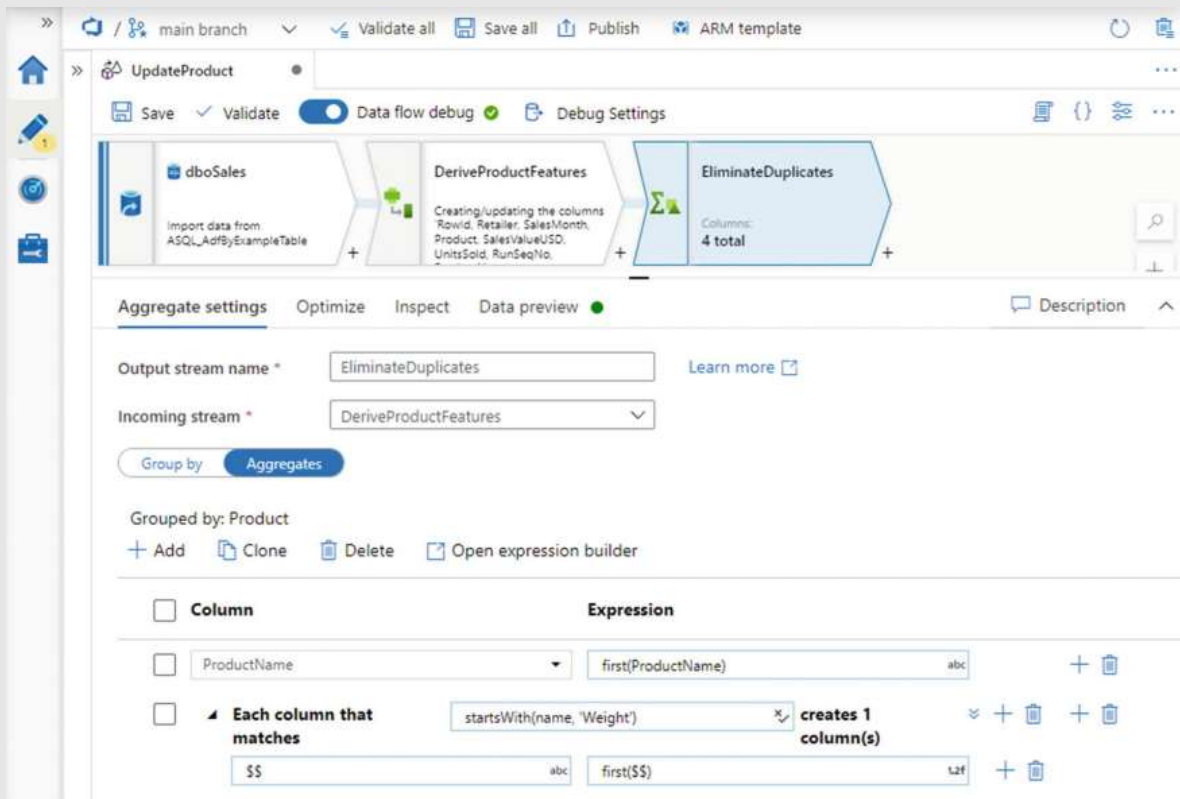 / main branch Validate all Save all Publish ARM template
UpdateProduct
Save Validate Data flow debug Debug Settings
dboSales
Import data from
ASQL_AdfByExampleTable
+
DeriveProductFeatures
Creating/updating the columns
'RowId, Retailer, SalesMonth,
Product, SalesValueUSD,
UnitsSold, RunSeqNo,
+
EliminateDuplicates
Columns:
4 total
+
1
Aggregate settings Optimize Inspect Data preview Description
Output stream name * EliminateDuplicates Learn more
Incoming stream * DeriveProductFeatures
Group by Aggregates
Grouped by: Product
+ Add Clone Delete Open expression builder
Column Expression
ProductName first(ProductName) abc
Each column that
matches
startsWith(name, 'Weight')
creates 1
column(s)
$$ abc first($$) 1.2f